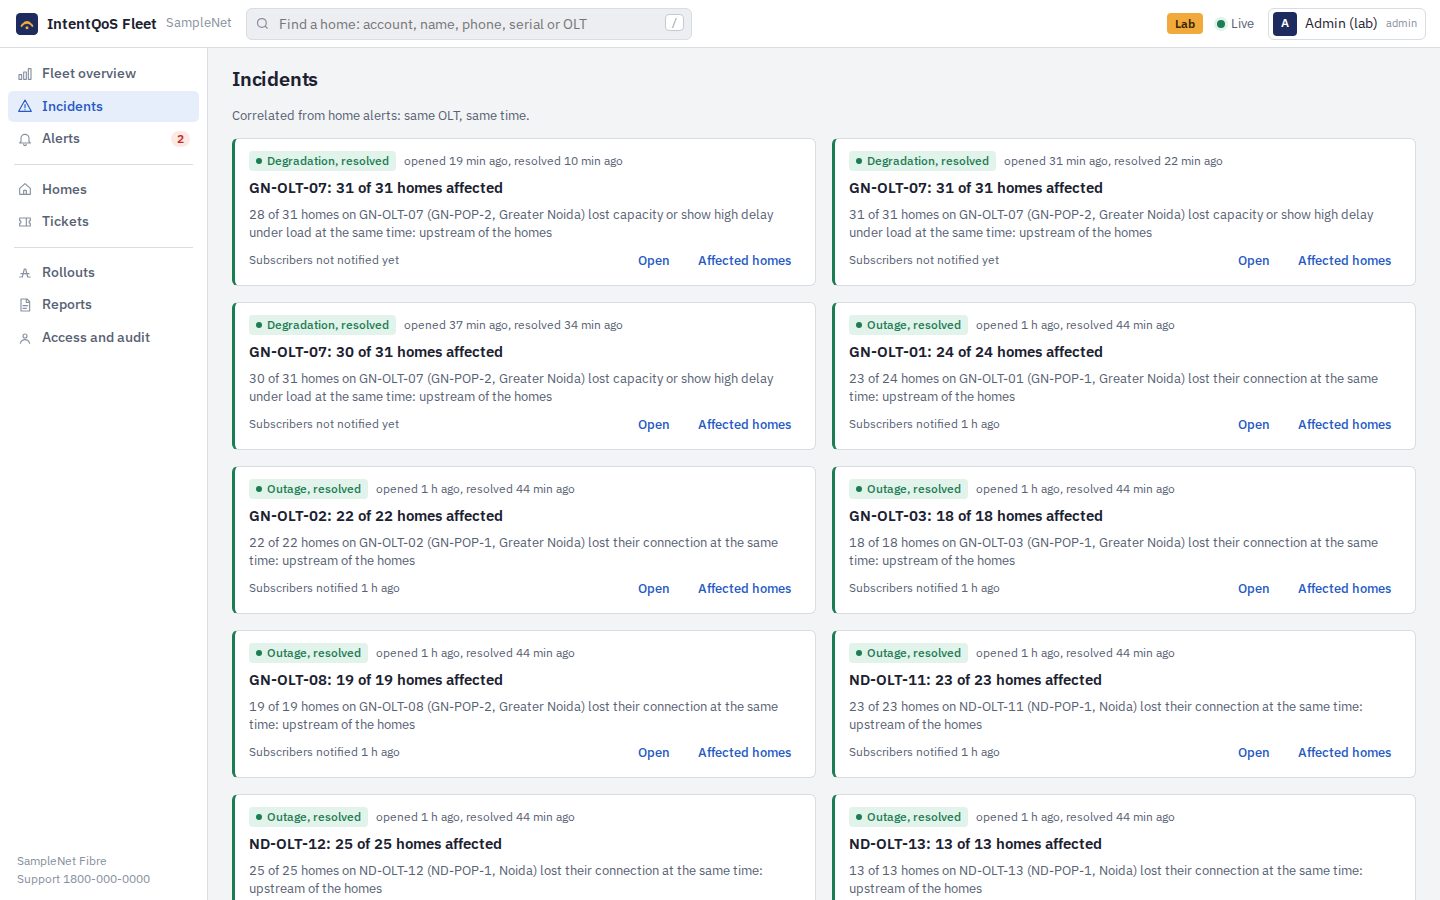 IntentQoS Fleet SampleNet
Find a home: account, name, phone, serial or OLT /
Lab
Live
A Admin (lab) admin
Fleet overview
Incidents
Alerts 2
Homes
Tickets
Rollouts
Reports
Access and audit
SampleNet Fibre
Support 1800-000-0000
Incidents
Correlated from home alerts: same OLT, same time.
Degradation, resolved opened 19 min ago, resolved 10 min ago
GN-OLT-07: 31 of 31 homes affected
28 of 31 homes on GN-OLT-07 (GN-POP-2, Greater Noida) lost capacity or show high delay
under load at the same time: upstream of the homes
Subscribers not notified yet Open Affected homes
Degradation, resolved opened 31 min ago, resolved 22 min ago
GN-OLT-07: 31 of 31 homes affected
31 of 31 homes on GN-OLT-07 (GN-POP-2, Greater Noida) lost capacity or show high delay
under load at the same time: upstream of the homes
Subscribers not notified yet Open Affected homes
Degradation, resolved opened 37 min ago, resolved 34 min ago
GN-OLT-07: 30 of 31 homes affected
30 of 31 homes on GN-OLT-07 (GN-POP-2, Greater Noida) lost capacity or show high delay
under load at the same time: upstream of the homes
Subscribers not notified yet Open Affected homes
Outage, resolved opened 1 h ago, resolved 44 min ago
GN-OLT-01: 24 of 24 homes affected
23 of 24 homes on GN-OLT-01 (GN-POP-1, Greater Noida) lost their connection at the same
time: upstream of the homes
Subscribers notified 1 h ago Open Affected homes
Outage, resolved opened 1 h ago, resolved 44 min ago
GN-OLT-02: 22 of 22 homes affected
22 of 22 homes on GN-OLT-02 (GN-POP-1, Greater Noida) lost their connection at the same
time: upstream of the homes
Subscribers notified 1 h ago Open Affected homes
Outage, resolved opened 1 h ago, resolved 44 min ago
GN-OLT-03: 18 of 18 homes affected
18 of 18 homes on GN-OLT-03 (GN-POP-1, Greater Noida) lost their connection at the same
time: upstream of the homes
Subscribers notified 1 h ago Open Affected homes
Outage, resolved opened 1 h ago, resolved 44 min ago
GN-OLT-08: 19 of 19 homes affected
19 of 19 homes on GN-OLT-08 (GN-POP-2, Greater Noida) lost their connection at the same
time: upstream of the homes
Subscribers notified 1 h ago Open Affected homes
Outage, resolved opened 1 h ago, resolved 44 min ago
ND-OLT-11: 23 of 23 homes affected
23 of 23 homes on ND-OLT-11 (ND-POP-1, Noida) lost their connection at the same time:
upstream of the homes
Subscribers notified 1 h ago Open Affected homes
Outage, resolved opened 1 h ago, resolved 44 min ago
ND-OLT-12: 25 of 25 homes affected
25 of 25 homes on ND-OLT-12 (ND-POP-1, Noida) lost their connection at the same time:
upstream of the homes
Outage, resolved opened 1 h ago, resolved 44 min ago
ND-OLT-13: 13 of 13 homes affected
13 of 13 homes on ND-OLT-13 (ND-POP-1, Noida) lost their connection at the same time:
upstream of the homes